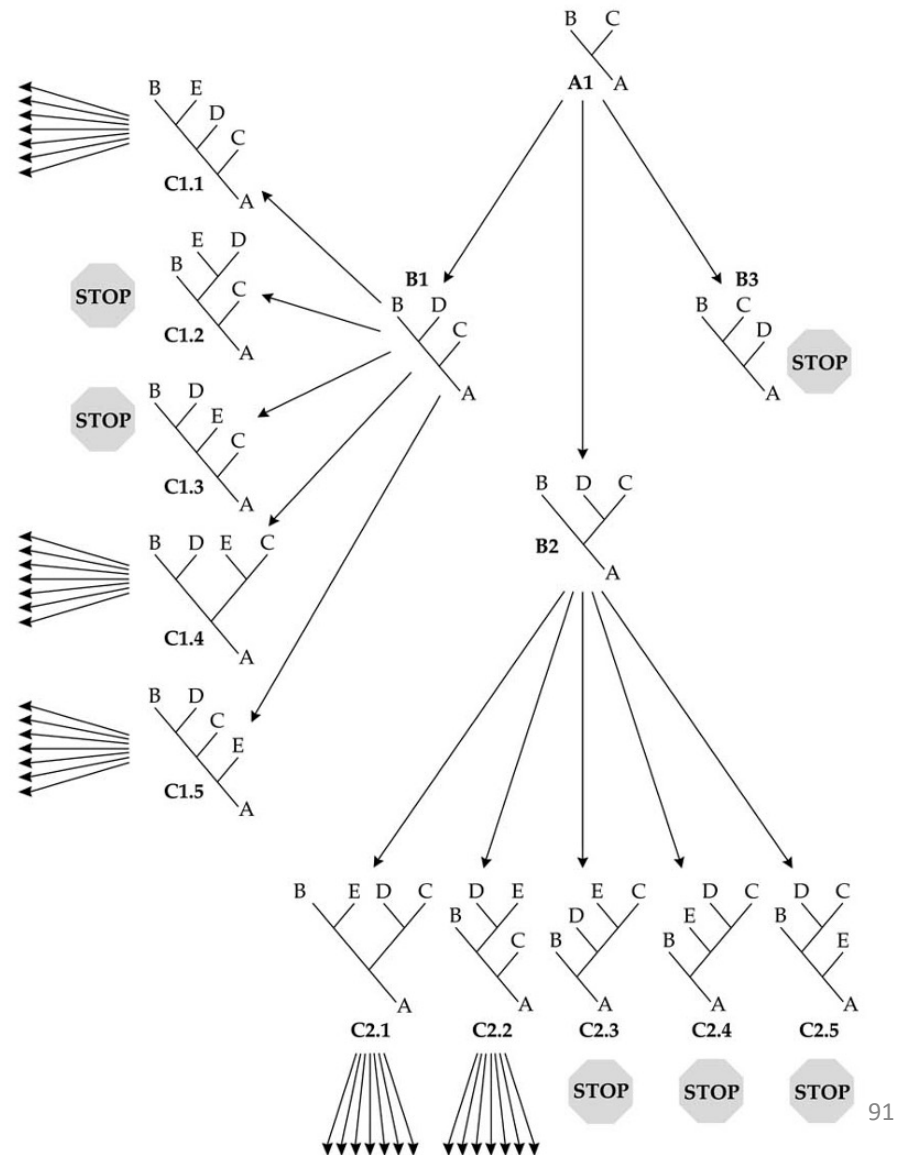 B C
A1 A
B E
D
C
C1.1 A
E D
B
C
STOP
C1.2 A
B1
B D
C
A
B3
B C
D
STOP
A
B D
E
STOP
C
C1.3 A
B D C
B2
A
B D E C
C1.4
A
B D
C
E
C1.5 A
B E D C
A
C2.1
D E
B
C
A
C2.2
E C
D
B
A
C2.3
STOP
D C
E
B
A
C2.4
STOP
D C
B
E
A
C2.5
STOP
91